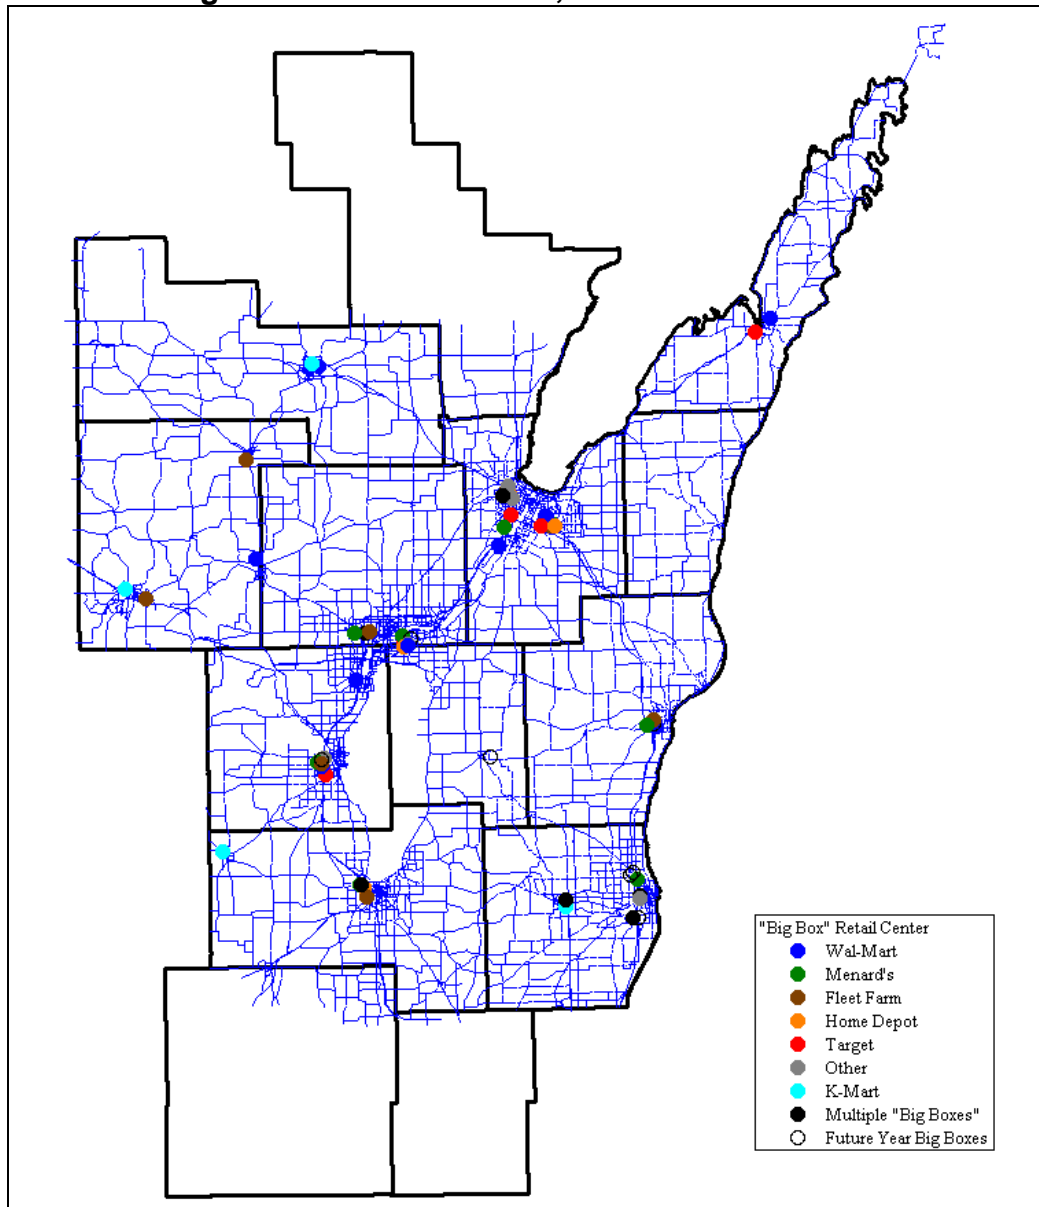 "Big Box" Retail Center
Wal-Mart
Menard's
Fleet Farm
Home Depot
Target
Other
K-Mart
Multiple "Big Boxes"
Future Year Big Boxes